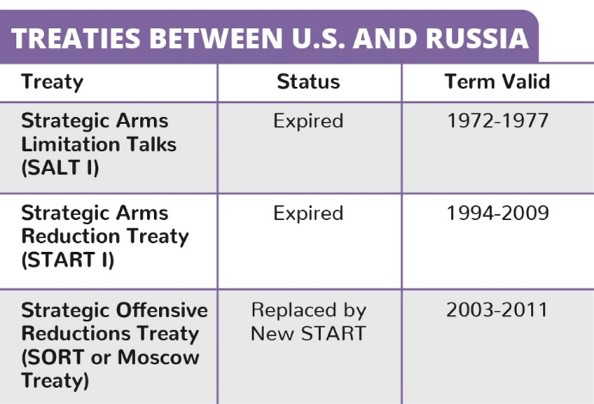 TREATIES BETWEEN U.S. AND RUSSIA
Treaty Status Term Valid
Strategic Arms Expired 1972-1977
Limitation Talks
(SALT I)
Strategic Arms Expired 1994-2009
Reduction Treaty
(START I)
Strategic Offensive Replaced by 2003-2011
Reductions Treaty New START
(SORT or Moscow
Treaty)